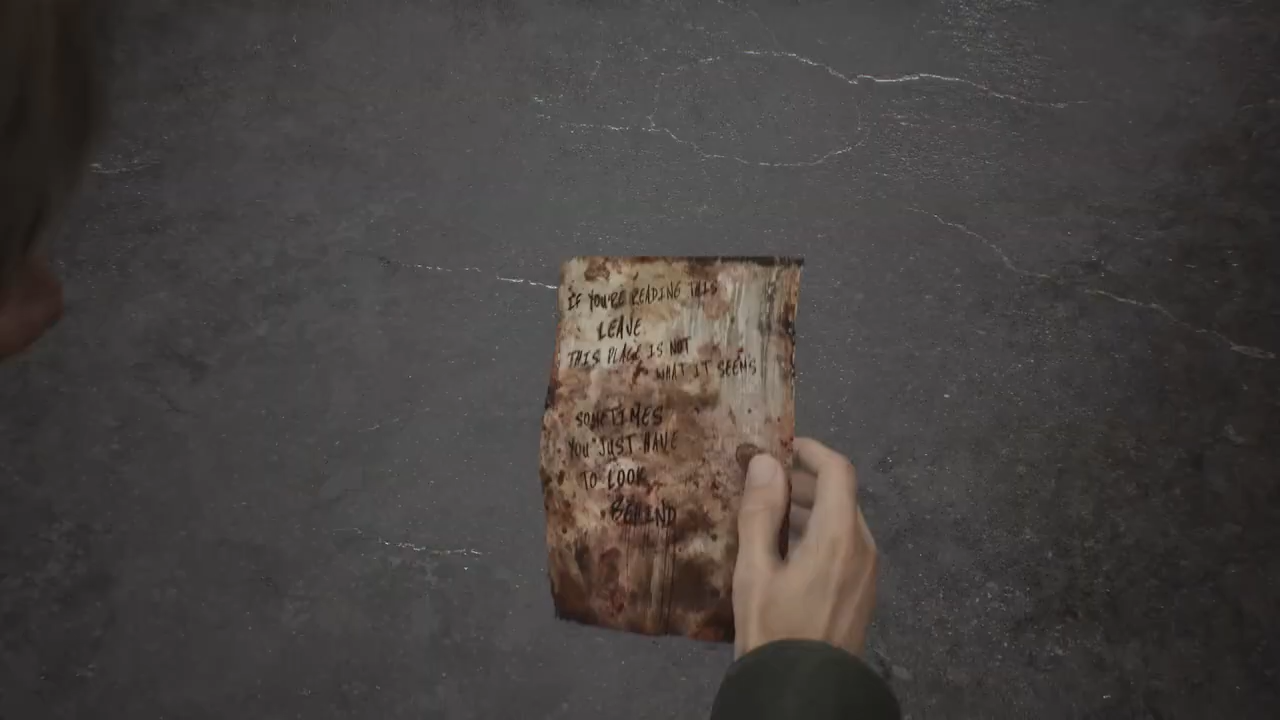 IF YOU'RE READING THIS
LEAVE
THIS PLACE IS NOT
WHAT IT SEEMS
SOMETIMES
YOU JUST HAVE
TO LOOK
BEHIND